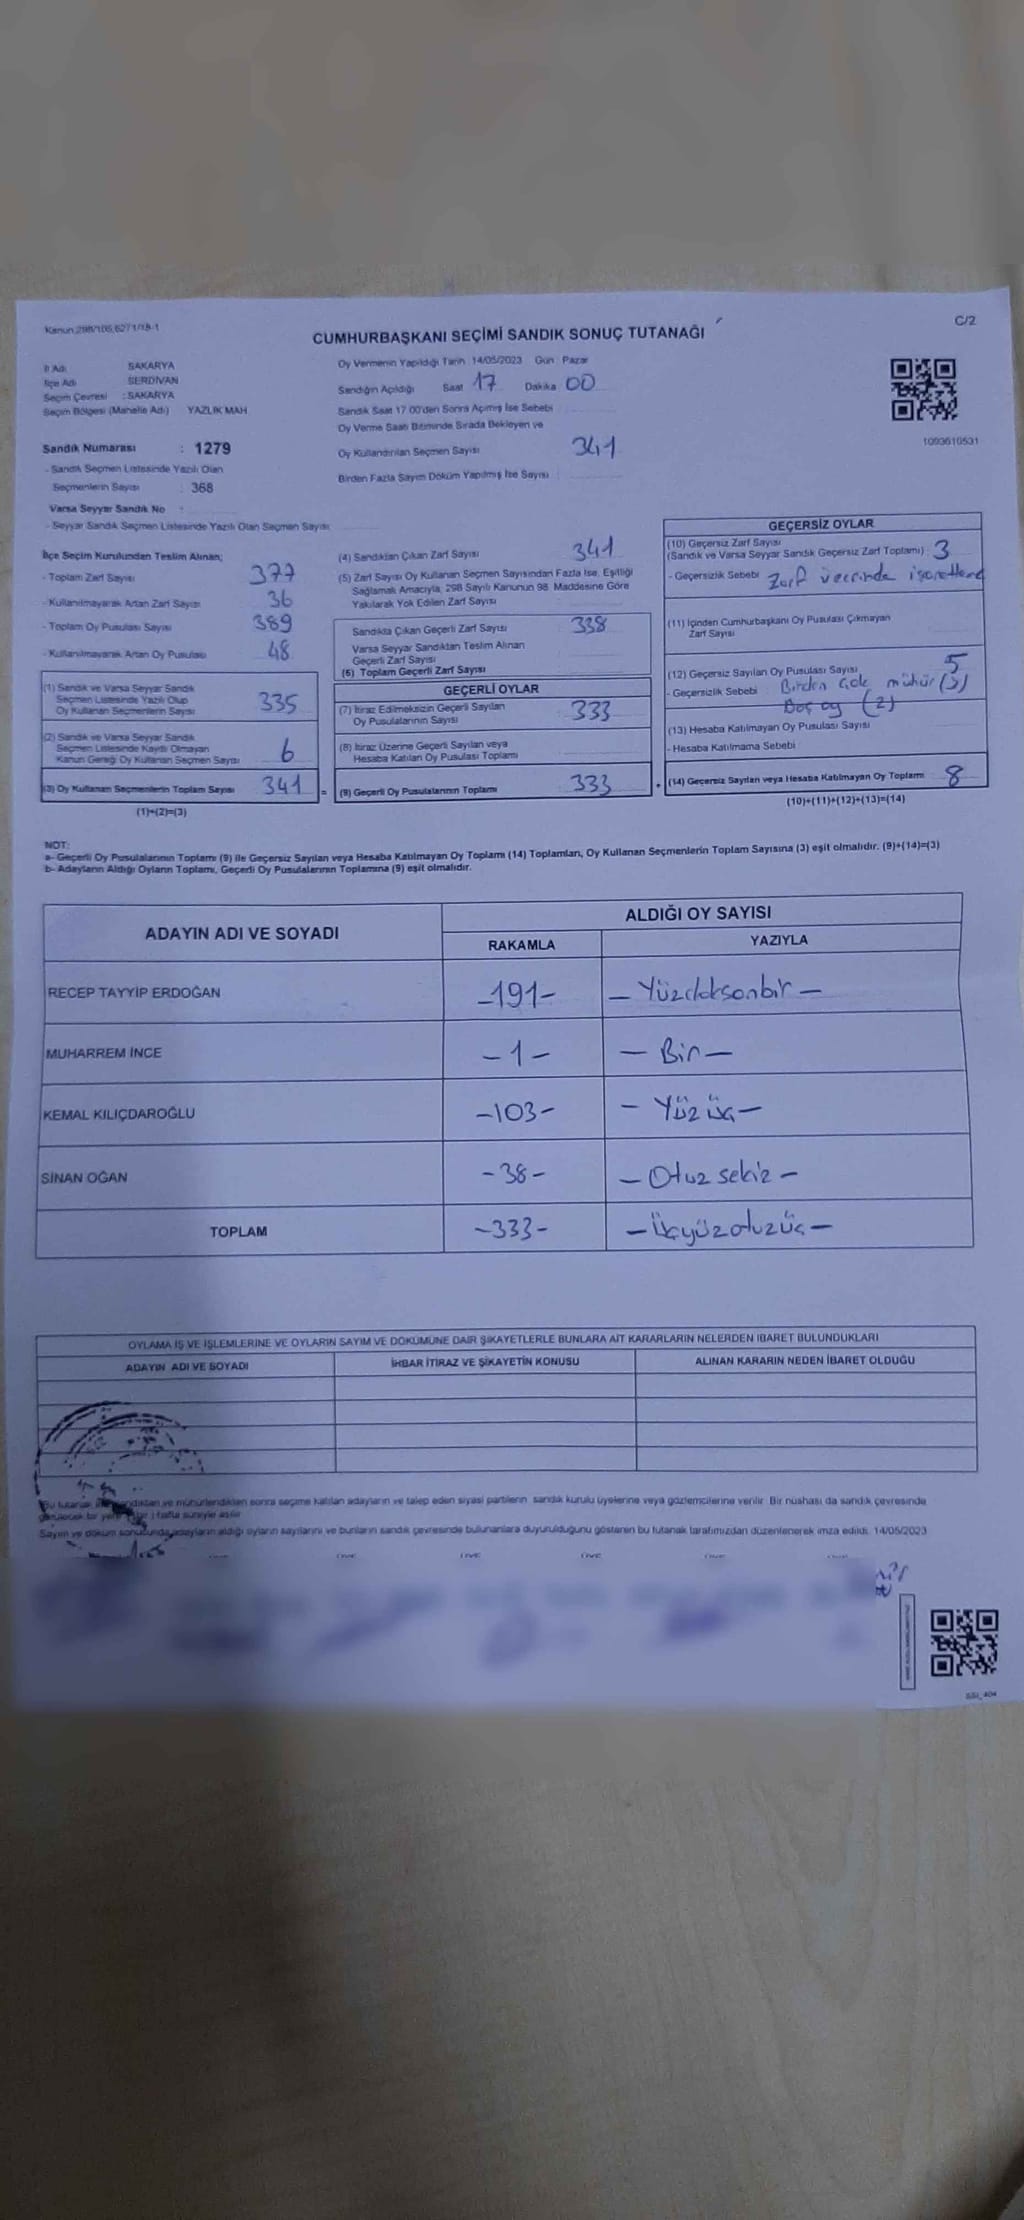 Kanun 298/105,6271/18-1
C/2
CUMHURBAŞKANI SEÇİMİ SANDIK SONUÇ TUTANAĞI
İl Adı SAKARYA
İlçe Adı SERDİVAN
Seçim Çevresi : SAKARYA
Seçim Bölgesi (Mahalle Adı) YAZLIK MAH
Sandık Numarası : 1279
- Sandık Seçmen Listesinde Yazılı Olan
Seçmenlerin Sayısı : 368
Varsa Seyyar Sandık No :
- Seyyar Sandık Seçmen Listesinde Yazılı Olan Seçmen Sayısı
Oy Vermenin Yapıldığı Tarih 14/05/2023 Gün Pazar
Sandığın Açıldığı Saat 17 Dakika 00
Sandık Saat 17.00'den Sonra Açılmış İse Sebebi
Oy Verme Saati Bitiminde Sırada Bekleyen ve
Oy Kullandırılan Seçmen Sayısı 341
Birden Fazla Sayım Döküm Yapılmış İse Sayısı
1093610531
İlçe Seçim Kurulundan Teslim Alınan;
- Toplam Zarf Sayısı 377
- Kullanılmayarak Artan Zarf Sayısı 36
- Toplam Oy Pusulası Sayısı 389
- Kullanılmayarak Artan Oy Pusulası 48
(1) Sandık ve Varsa Seyyar Sandık
Seçmen Listesinde Yazılı Olup
Oy Kullanan Seçmenlerin Sayısı 335
(2) Sandık ve Varsa Seyyar Sandık
Seçmen Listesinde Kaydı Olmayan
Kanun Gereği Oy Kullanan Seçmen Sayısı 6
(3) Oy Kullanan Seçmenlerin Toplam Sayısı 341 =
(1)+(2)=(3)
(4) Sandıktan Çıkan Zarf Sayısı 341
(5) Zarf Sayısı Oy Kullanan Seçmen Sayısından Fazla İse, Eşitliği
Sağlamak Amacıyla, 298 Sayılı Kanunun 98. Maddesine Göre
Yakılarak Yok Edilen Zarf Sayısı
Sandıkta Çıkan Geçerli Zarf Sayısı 338
Varsa Seyyar Sandıktan Teslim Alınan
Geçerli Zarf Sayısı
(6) Toplam Geçerli Zarf Sayısı
GEÇERLİ OYLAR
(7) İtiraz Edilmeksizin Geçerli Sayılan
Oy Pusulalarının Sayısı 333
(8) İtiraz Üzerine Geçerli Sayılan veya
Hesaba Katılan Oy Pusulası Toplamı
(9) Geçerli Oy Pusulalarının Toplamı 333 +
GEÇERSİZ OYLAR
(10) Geçersiz Zarf Sayısı
(Sandık ve Varsa Seyyar Sandık Geçersiz Zarf Toplamı) 3
- Geçersizlik Sebebi Zarf üzerinde işaretleme
(11) İçinden Cumhurbaşkanı Oy Pusulası Çıkmayan
Zarf Sayısı
(12) Geçersiz Sayılan Oy Pusulası Sayısı 5
- Geçersizlik Sebebi Birden çok mühür (3)
Boş oy (2)
(13) Hesaba Katılmayan Oy Pusulası Sayısı
- Hesaba Katılmama Sebebi
(14) Geçersiz Sayılan veya Hesaba Katılmayan Oy Toplamı 8
(10)+(11)+(12)+(13)=(14)
NOT:
a- Geçerli Oy Pusulalarının Toplamı (9) ile Geçersiz Sayılan veya Hesaba Katılmayan Oy Toplamı (14) Toplamları, Oy Kullanan Seçmenlerin Toplam Sayısına (3) eşit olmalıdır. (9)+(14)=(3)
b- Adayların Aldığı Oyların Toplamı, Geçerli Oy Pusulalarının Toplamına (9) eşit olmalıdır.
ADAYIN ADI VE SOYADI ALDIĞI OY SAYISI
RAKAMLA YAZIYLA
RECEP TAYYİP ERDOĞAN -191- - Yüzdoksanbir -
MUHARREM İNCE -1- - Bir -
KEMAL KILIÇDAROĞLU -103- - Yüz üç -
SİNAN OĞAN -38- - Otuz sekiz -
TOPLAM -333- - Üçyüzotuzüç -
OYLAMA İŞ VE İŞLEMLERİNE VE OYLARIN SAYIM VE DÖKÜMÜNE DAİR ŞİKAYETLERLE BUNLARA AİT KARARLARIN NELERDEN İBARET BULUNDUKLARI
ADAYIN ADI VE SOYADI İHBAR İTİRAZ VE ŞİKAYETİN KONUSU ALINAN KARARIN NEDEN İBARET OLDUĞU
Bu tutanak ve mühürlendikten sonra seçime katılan adayların ve talep eden siyasi partilerin sandık kurulu üyelerine veya gözlemcilerine verilir. Bir nüshası da sandık çevresinde
görülecek bir yere hafta süreyle asılır.
Sayım ve döküm sonucunda adayların aldığı oyların sayılarını ve bunların sandık çevresinde bulunanlara duyurulduğunu gösteren bu tutanak tarafımızdan düzenlenerek imza edildi. 14/05/2023